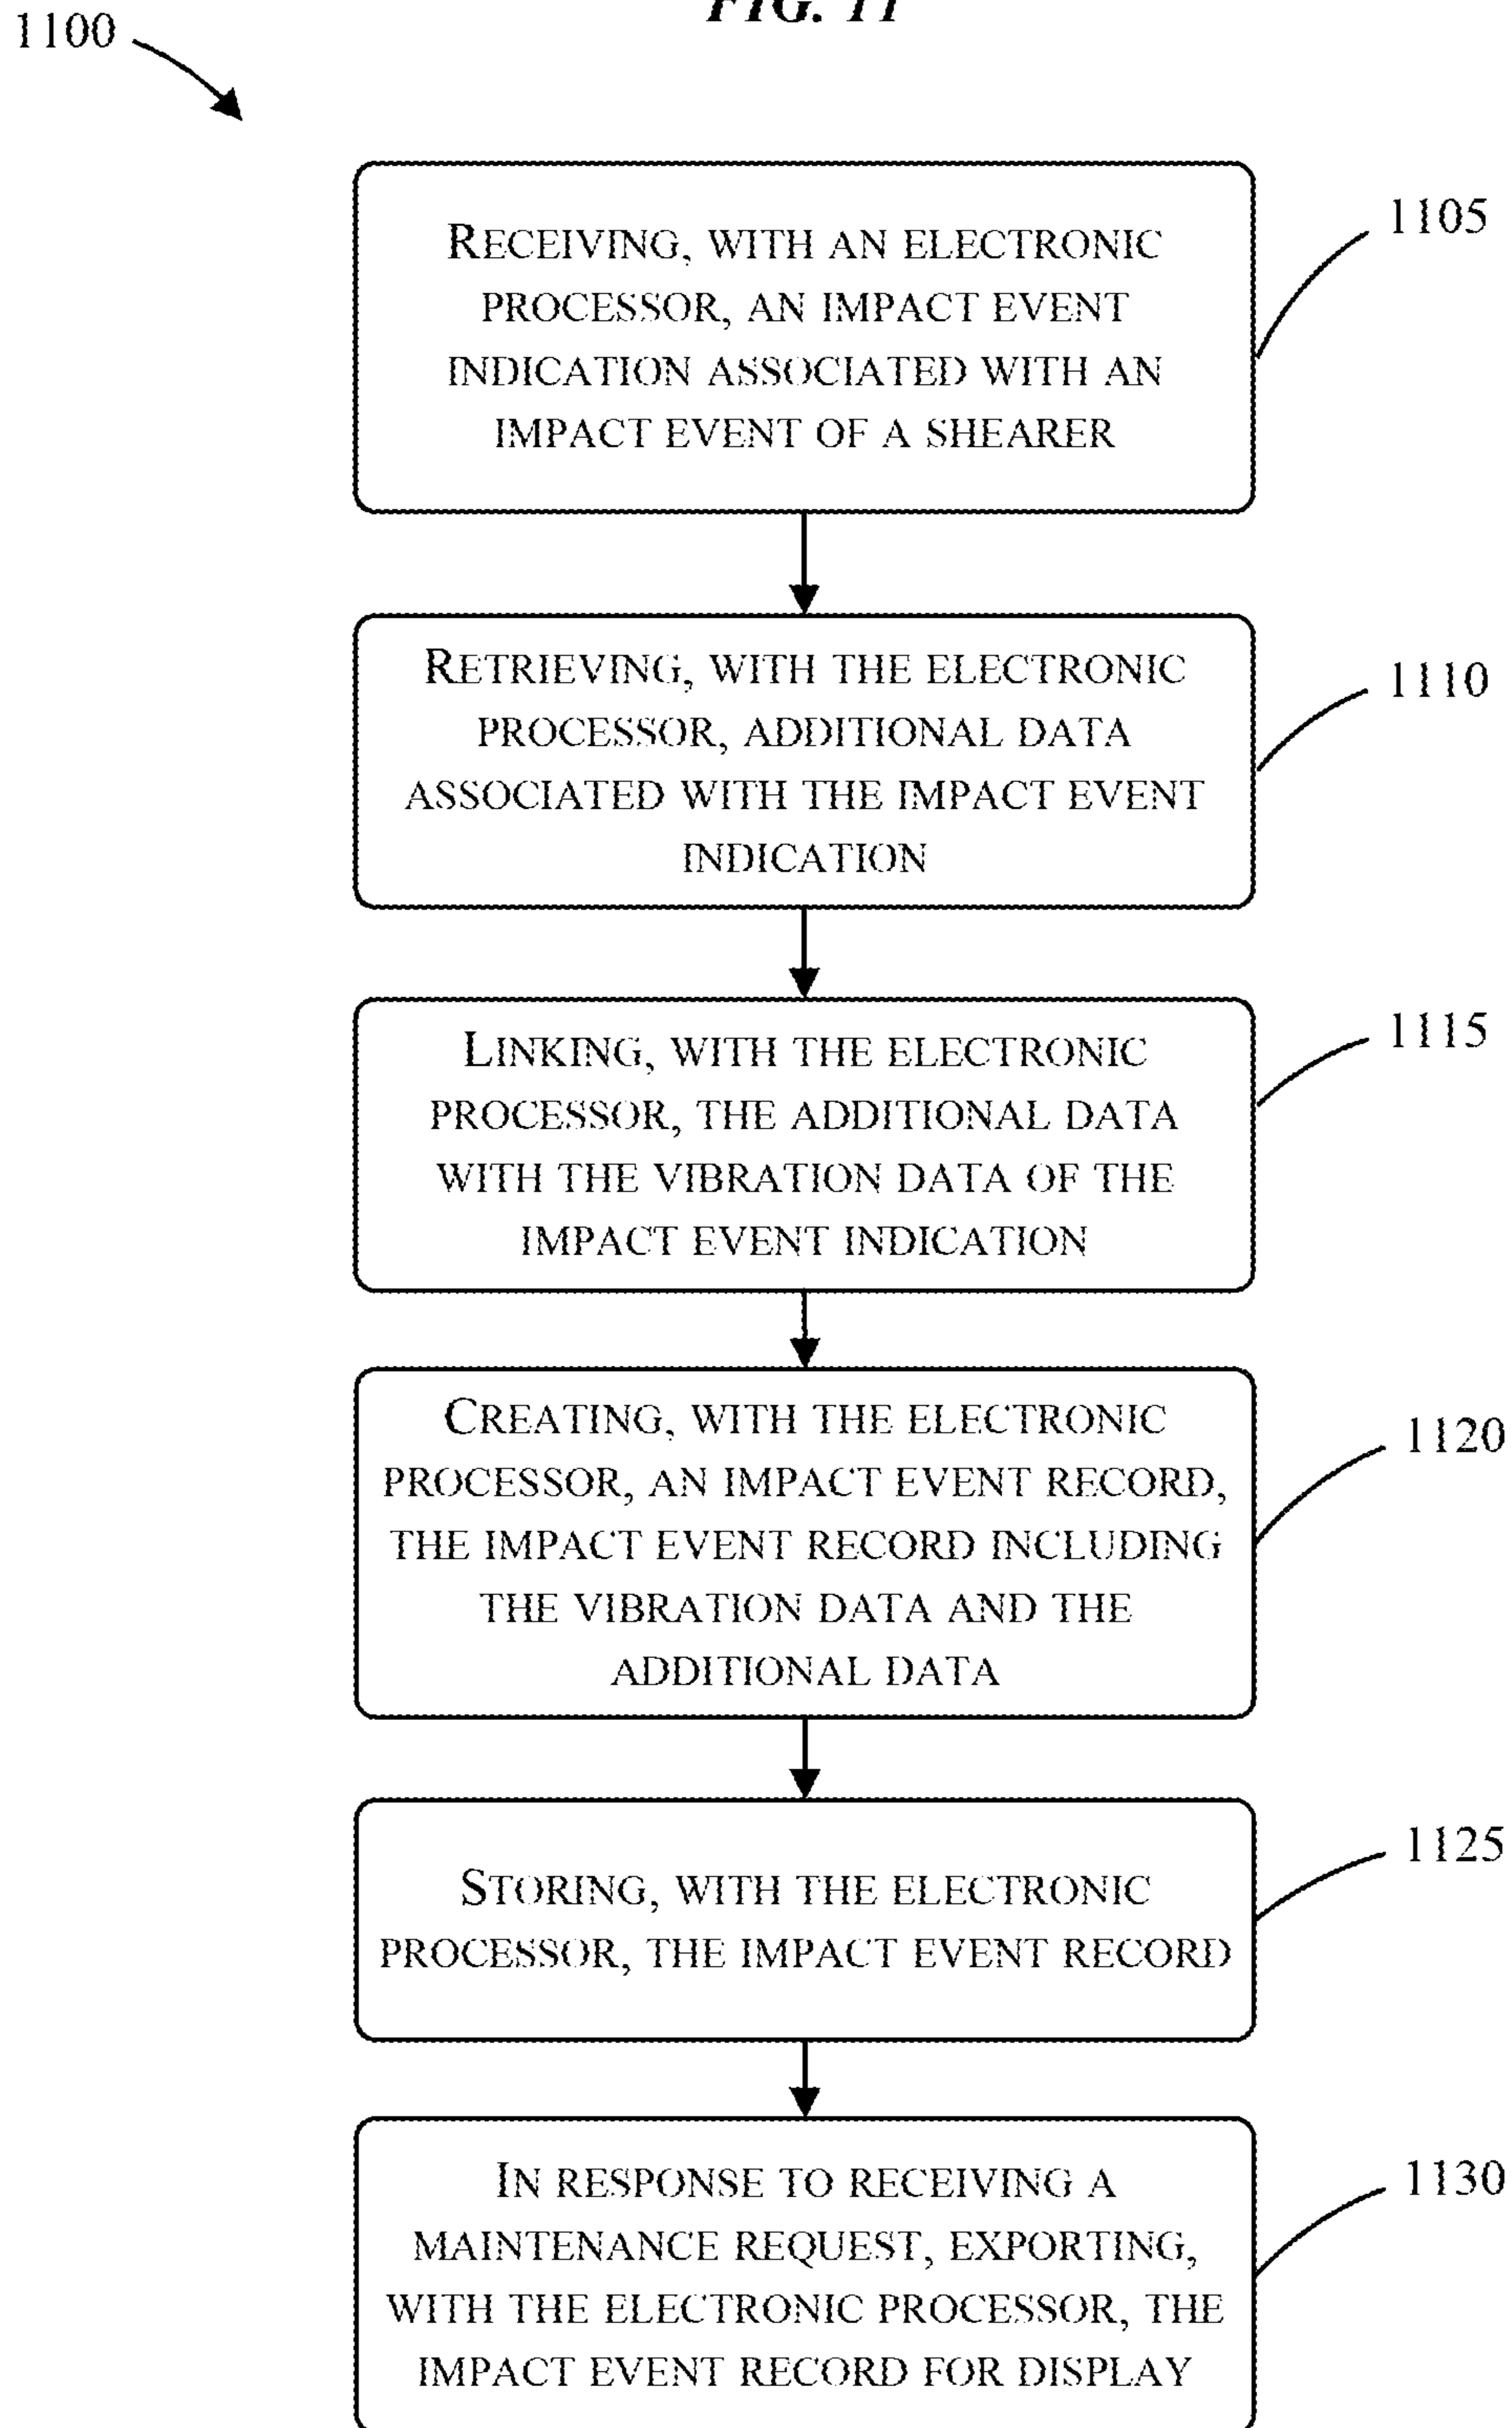 FIG. 11
1100
RECEIVING, WITH AN ELECTRONIC
PROCESSOR, AN IMPACT EVENT
INDICATION ASSOCIATED WITH AN
IMPACT EVENT OF A SHEARER
1105
RETRIEVING, WITH THE ELECTRONIC
PROCESSOR, ADDITIONAL DATA
ASSOCIATED WITH THE IMPACT EVENT
INDICATION
1110
LINKING, WITH THE ELECTRONIC
PROCESSOR, THE ADDITIONAL DATA
WITH THE VIBRATION DATA OF THE
IMPACT EVENT INDICATION
1115
CREATING, WITH THE ELECTRONIC
PROCESSOR, AN IMPACT EVENT RECORD,
THE IMPACT EVENT RECORD INCLUDING
THE VIBRATION DATA AND THE
ADDITIONAL DATA
1120
STORING, WITH THE ELECTRONIC
PROCESSOR, THE IMPACT EVENT RECORD
1125
IN RESPONSE TO RECEIVING A
MAINTENANCE REQUEST, EXPORTING,
WITH THE ELECTRONIC PROCESSOR, THE
IMPACT EVENT RECORD FOR DISPLAY
1130